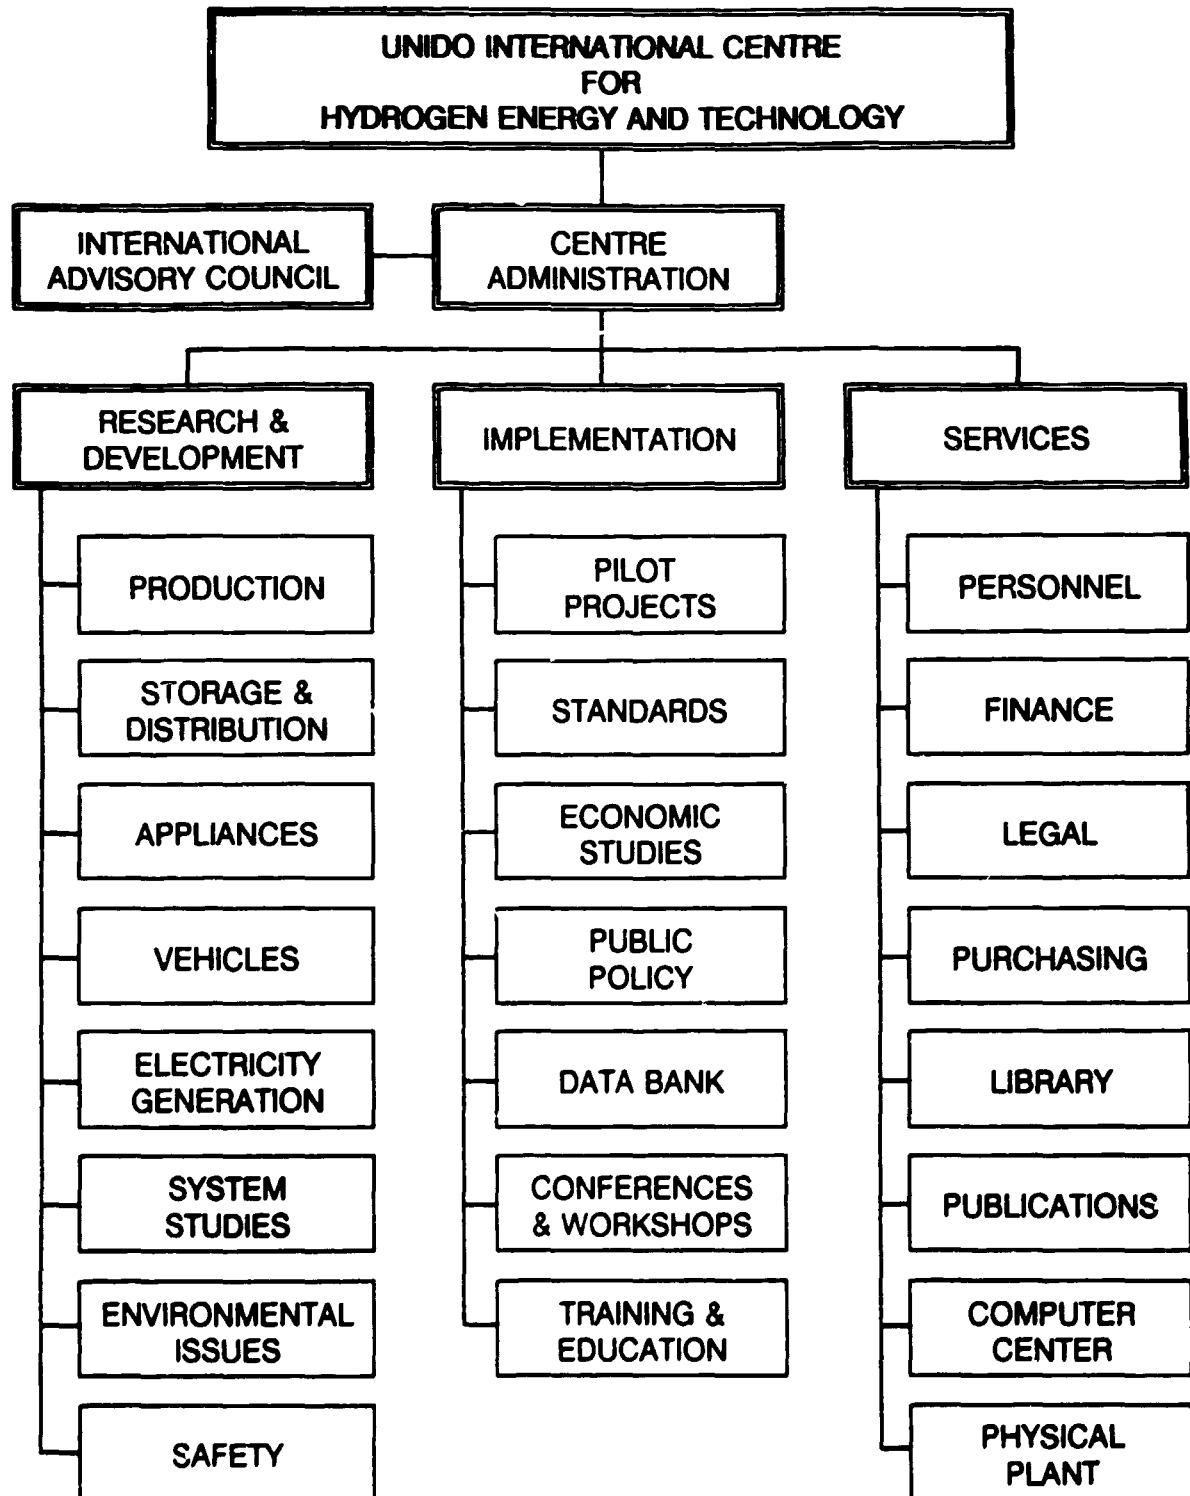 UNIDO INTERNATIONAL CENTRE
FOR
HYDROGEN ENERGY AND TECHNOLOGY
INTERNATIONAL
ADVISORY COUNCIL
CENTRE
ADMINISTRATION
RESEARCH &
DEVELOPMENT
PRODUCTION
STORAGE &
DISTRIBUTION
APPLIANCES
VEHICLES
ELECTRICITY
GENERATION
SYSTEM
STUDIES
ENVIRONMENTAL
ISSUES
SAFETY
IMPLEMENTATION
PILOT
PROJECTS
STANDARDS
ECONOMIC
STUDIES
PUBLIC
POLICY
DATA BANK
CONFERENCES
& WORKSHOPS
TRAINING &
EDUCATION
SERVICES
PERSONNEL
FINANCE
LEGAL
PURCHASING
LIBRARY
PUBLICATIONS
COMPUTER
CENTER
PHYSICAL
PLANT